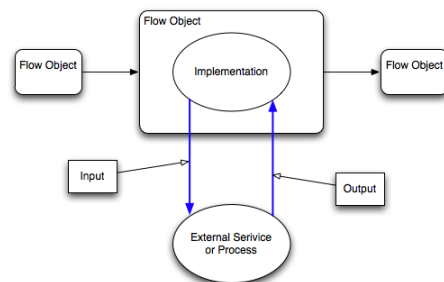 Flow Object
Flow Object
Flow Object
Implementation
Input
Output
External Serivice
or Process